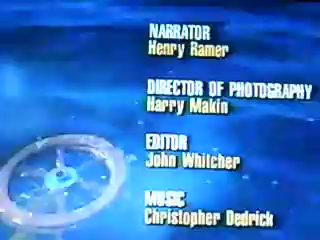 NARRATOR
Henry Ramer
DIRECTOR OF PHOTOGRAPHY
Harry Makin
EDITOR
John Whitcher
MUSIC
Christopher Dedrick